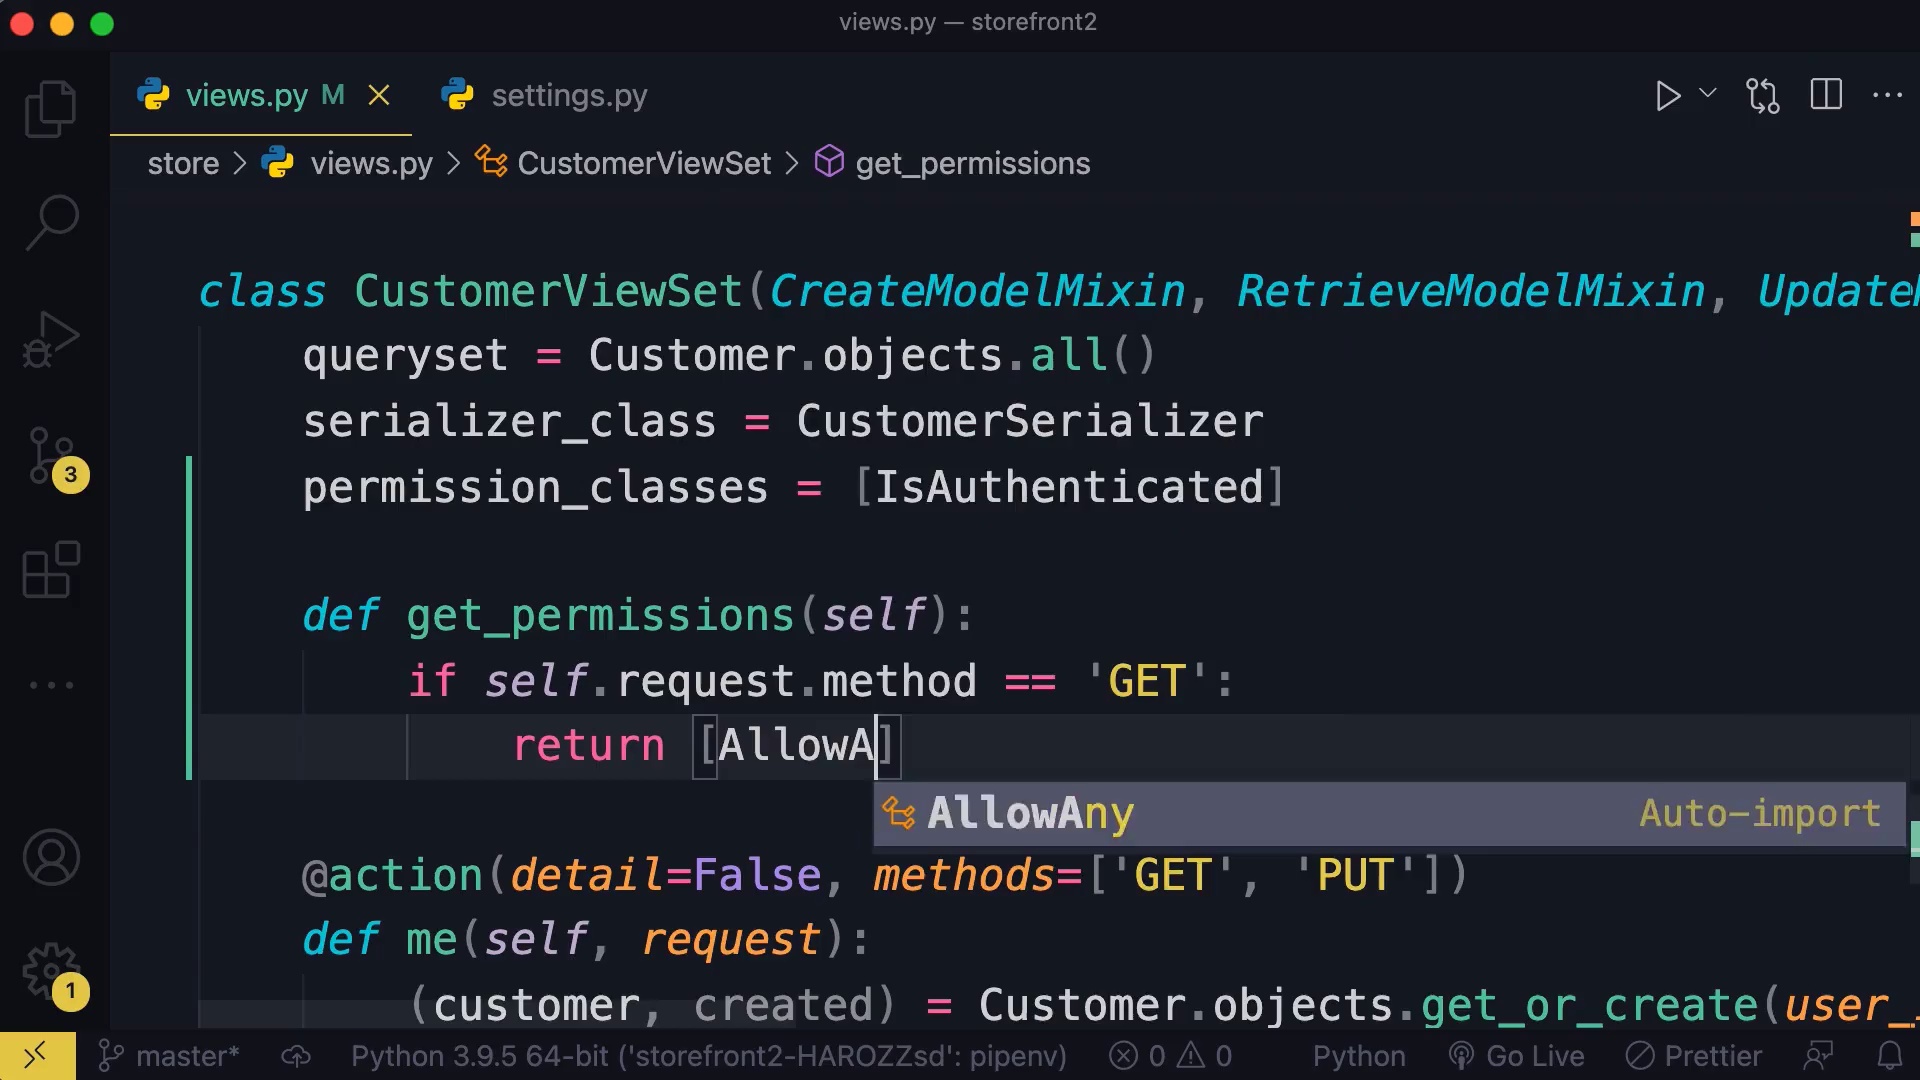 views.py — storefront2
views.py M settings.py
store > views.py > CustomerViewSet > get_permissions
class CustomerViewSet(CreateModelMixin, RetrieveModelMixin, Update
queryset = Customer.objects.all()
serializer_class = CustomerSerializer
permission_classes = [IsAuthenticated]
def get_permissions(self):
if self.request.method == 'GET':
return [AllowA]
AllowAny Auto-import
@action(detail=False, methods=['GET', 'PUT'])
def me(self, request):
(customer, created) = Customer.objects.get_or_create(user_
3
1
master* Python 3.9.5 64-bit ('storefront2-HAROZZsd': pipenv) 0 0 Python Go Live Prettier